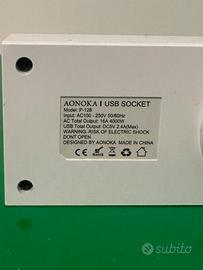 AONOKA I USB SOCKET
Model: P-128
Input: AC100 - 250V 50/60Hz
AC Total Output: 16A 4000W
USB Total Output: DC5V 2.4A(Max)
WARNING: RISK OF ELECTRIC SHOCK
DONT OPEN
DESIGNED BY AONOKA MADE IN CHINA
subito